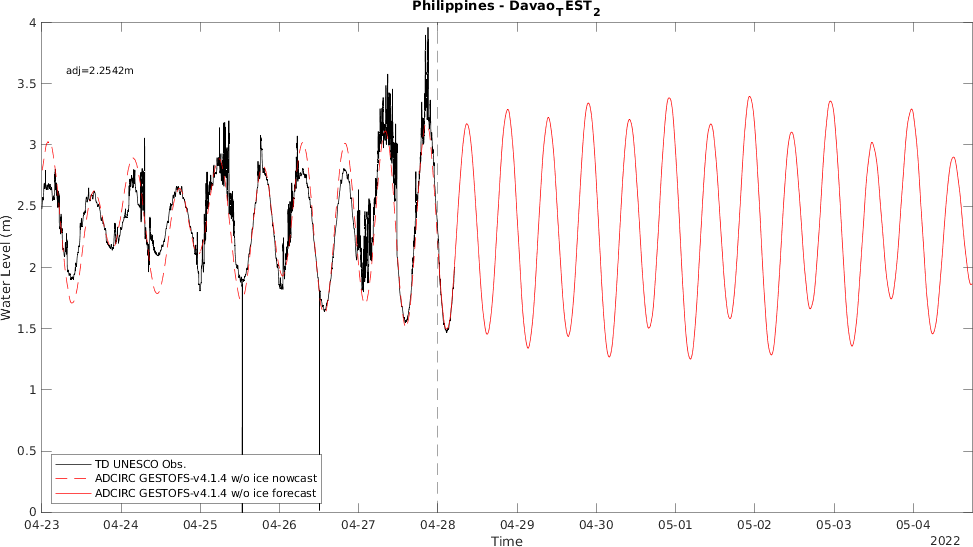 Philippines - Davao_TEST_2
4
3.5
3
2.5
2
1.5
1
0.5
0
Water Level (m)
adj=2.2542m
TD UNESCO Obs.
ADCIRC GESTOFS-v4.1.4 w/o ice nowcast
ADCIRC GESTOFS-v4.1.4 w/o ice forecast
04-23 04-24 04-25 04-26 04-27 04-28 04-29 04-30 05-01 05-02 05-03 05-04
Time
2022